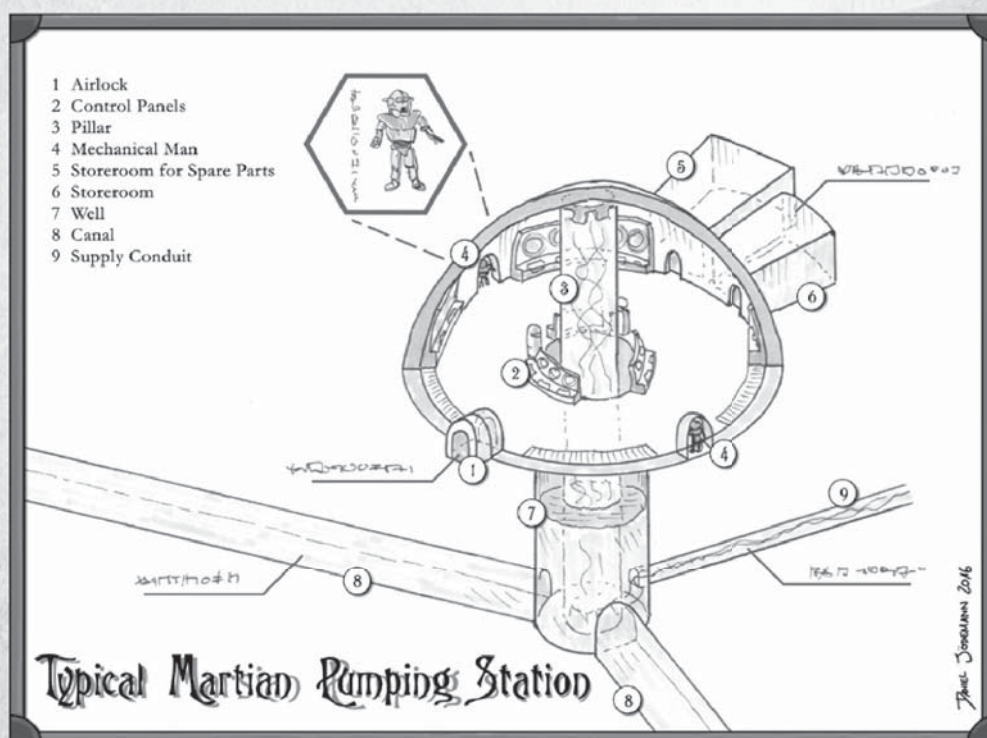 1 Airlock
2 Control Panels
3 Pillar
4 Mechanical Man
5 Storeroom for Spare Parts
6 Storeroom
7 Well
8 Canal
9 Supply Conduit
5
4
3
6
2
1
4
7
9
8
8
Typical Martian Pumping Station
DANIEL 2016